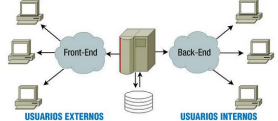 Front-End
Back-End
USUARIOS EXTERNOS
USUARIOS INTERNOS